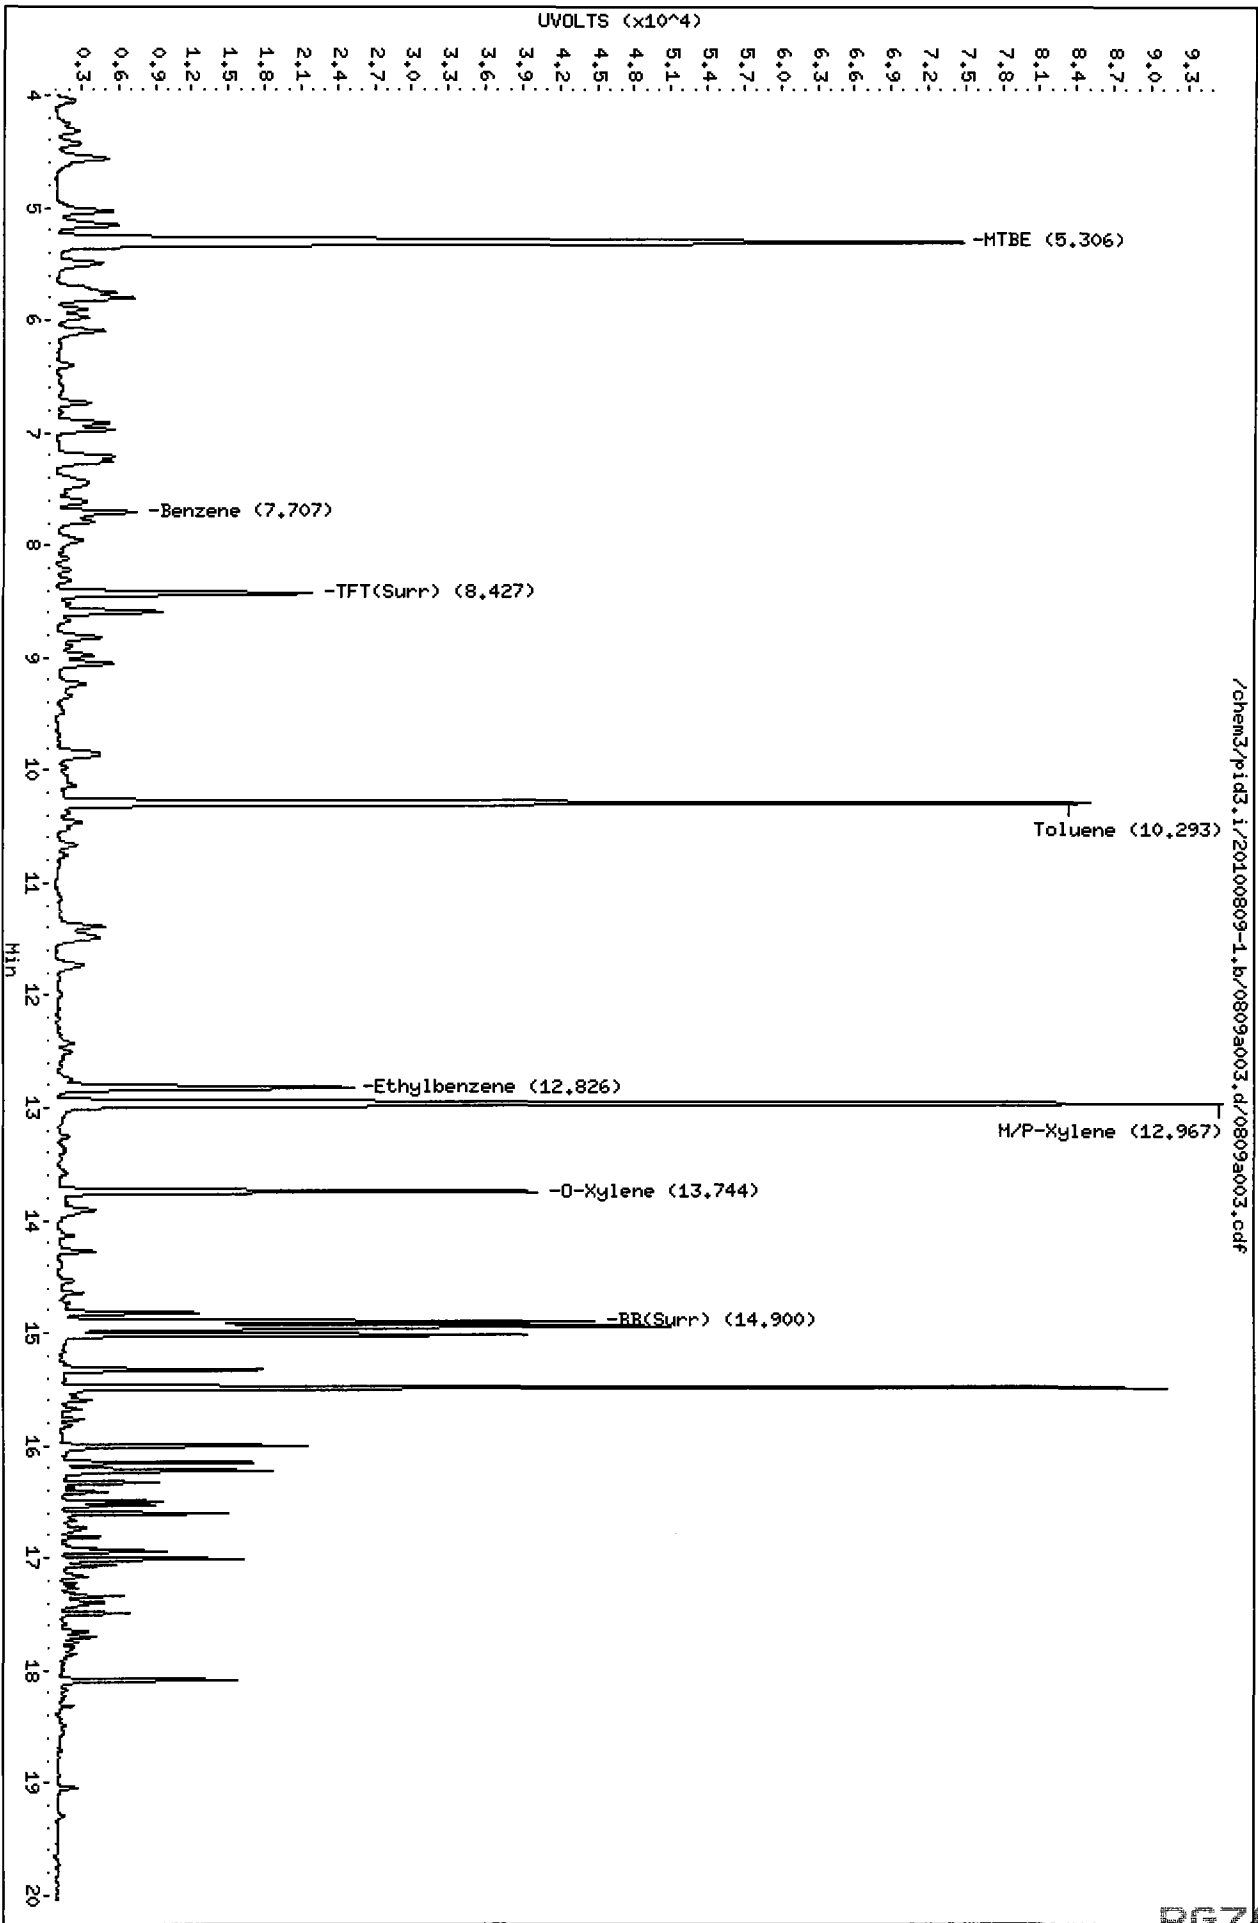 /chem3/pid3.i/20100809-1.b/0809a003.d/0809a003.cdf
UVOLTS (x10^4)
9.3
9.0
8.7
8.4
8.1
7.8
7.5
7.2
6.9
6.6
6.3
6.0
5.7
5.4
5.1
4.8
4.5
4.2
3.9
3.6
3.3
3.0
2.7
2.4
2.1
1.8
1.5
1.2
0.9
0.6
0.3
-MTBE (5.306)
-Benzene (7.707)
-TFT(Surr) (8.427)
Toluene (10.293)
-Ethylbenzene (12.826)
M/P-Xylene (12.967)
-O-Xylene (13.744)
-BB(Surr) (14.900)
4 5 6 7 8 9 10 11 12 13 14 15 16 17 18 19 20
Min